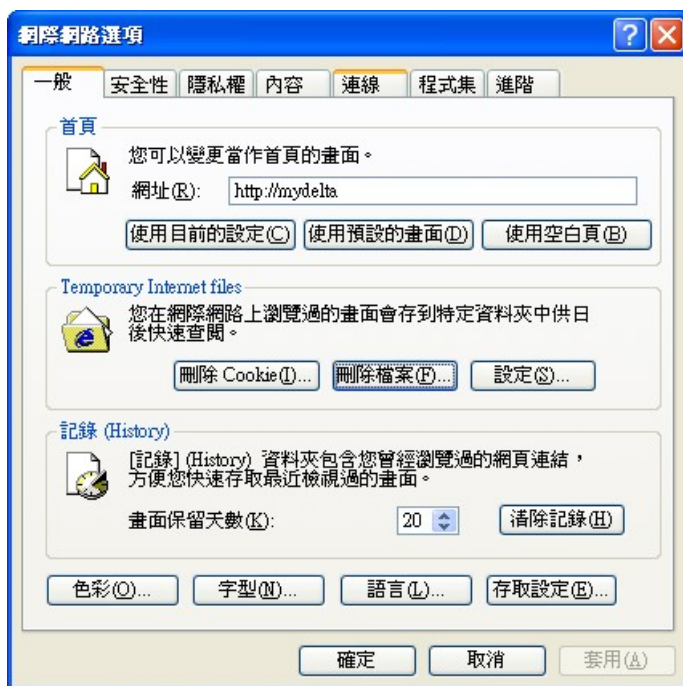 網際網路選項
一般 安全性 隱私權 內容 連線 程式集 進階
首頁
您可以變更當作首頁的畫面。
網址(R): http://mydelta
使用目前的設定(C) 使用預設的畫面(D) 使用空白頁(B)
Temporary Internet files
您在網際網路上瀏覽過的畫面會存到特定資料夾中供日
後快速查閱。
刪除 Cookie(I)... 刪除檔案(F)... 設定(S)...
記錄 (History)
[記錄] (History) 資料夾包含您曾經瀏覽過的網頁連結，
方便您快速存取最近檢視過的畫面。
畫面保留天數(K): 20 清除記錄(H)
色彩(O)... 字型(N)... 語言(L)... 存取設定(E)...
確定 取消 套用(A)